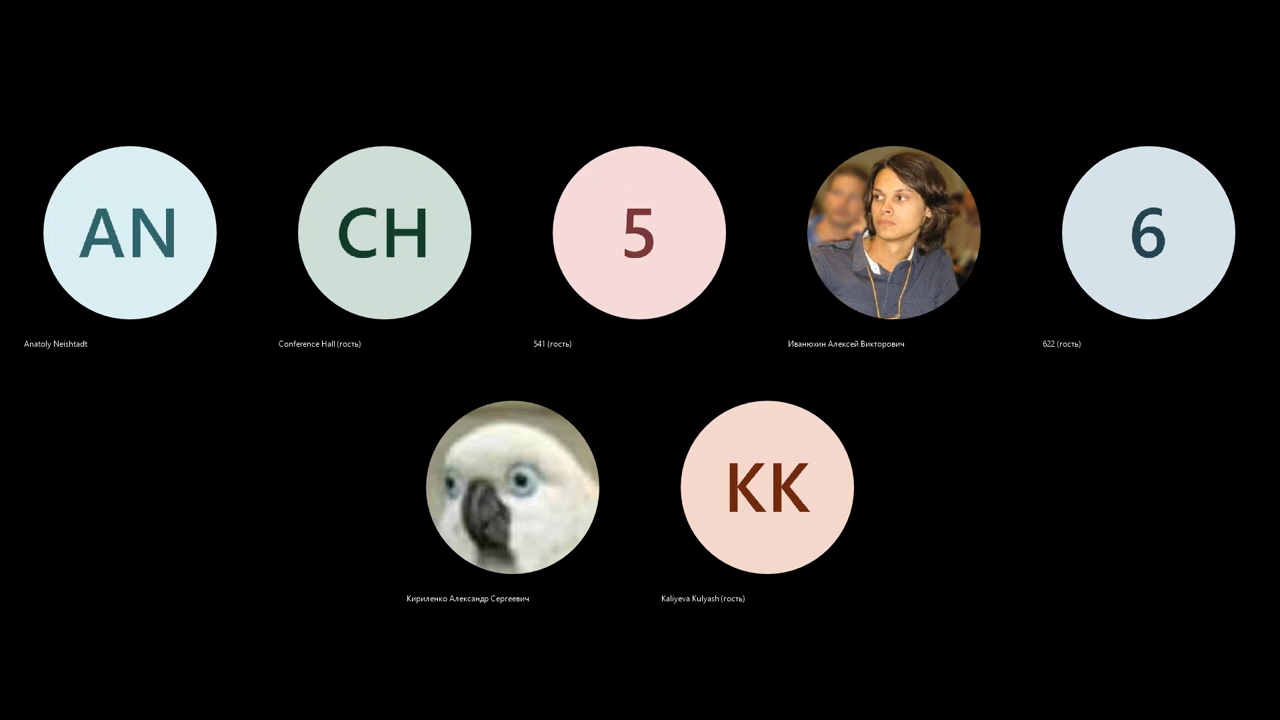 AN
CH
5
6
Anatoly Neishtadt
Conference Hall (гость)
541 (гость)
Иванюхин Алексей Викторович
622 (гость)
KK
Кириленко Александр Сергеевич
Kaliyeva Kulyash (гость)